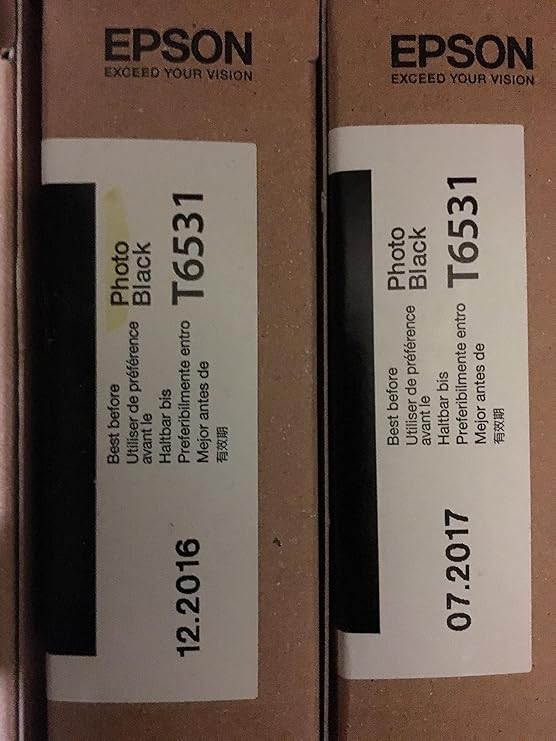 EPSON
EXCEED YOUR VISION
Photo
Black
T6531
Best before
Utiliser de préférence
avant le
Haltbar bis
Preferibilmente entro
Mejor antes de
有效期
12.2016
EPSON
EXCEED YOUR VISION
Photo
Black
T6531
Best before
Utiliser de préférence
avant le
Haltbar bis
Preferibilmente entro
Mejor antes de
有效期
07.2017